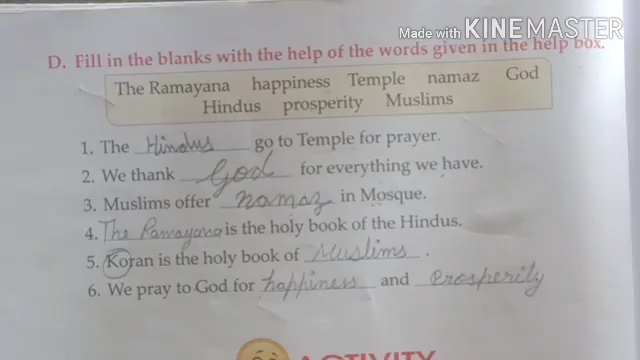 Made with KINEMASTER
D. Fill in the blanks with the help of the words given in the help box.
The Ramayana happiness Temple namaz God
Hindus prosperity Muslims
1. The Hindus go to Temple for prayer.
2. We thank God for everything we have.
3. Muslims offer namaz in Mosque.
4. The Ramayana is the holy book of the Hindus.
5. Koran is the holy book of Muslims.
6. We pray to God for happiness and Prosperity
ACTIVITY